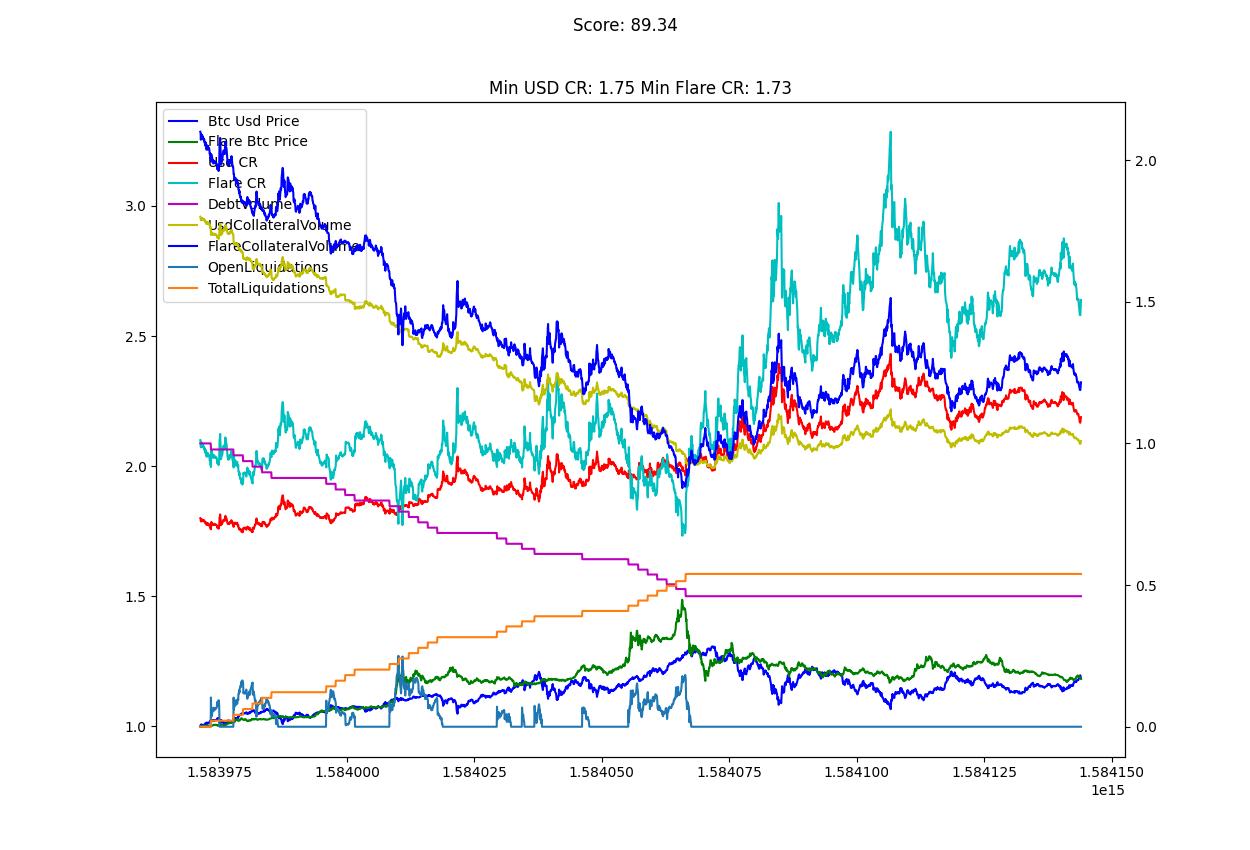 Score: 89.34
Min USD CR: 1.75 Min Flare CR: 1.73
Btc Usd Price
Flare Btc Price
Usd CR
Flare CR
DebtVolume
UsdCollateralVolume
FlareCollateralVolume
OpenLiquidations
TotalLiquidations
3.0
2.5
2.0
1.5
1.0
2.0
1.5
1.0
0.5
0.0
1.583975 1.584000 1.584025 1.584050 1.584075 1.584100 1.584125 1.584150
1e15